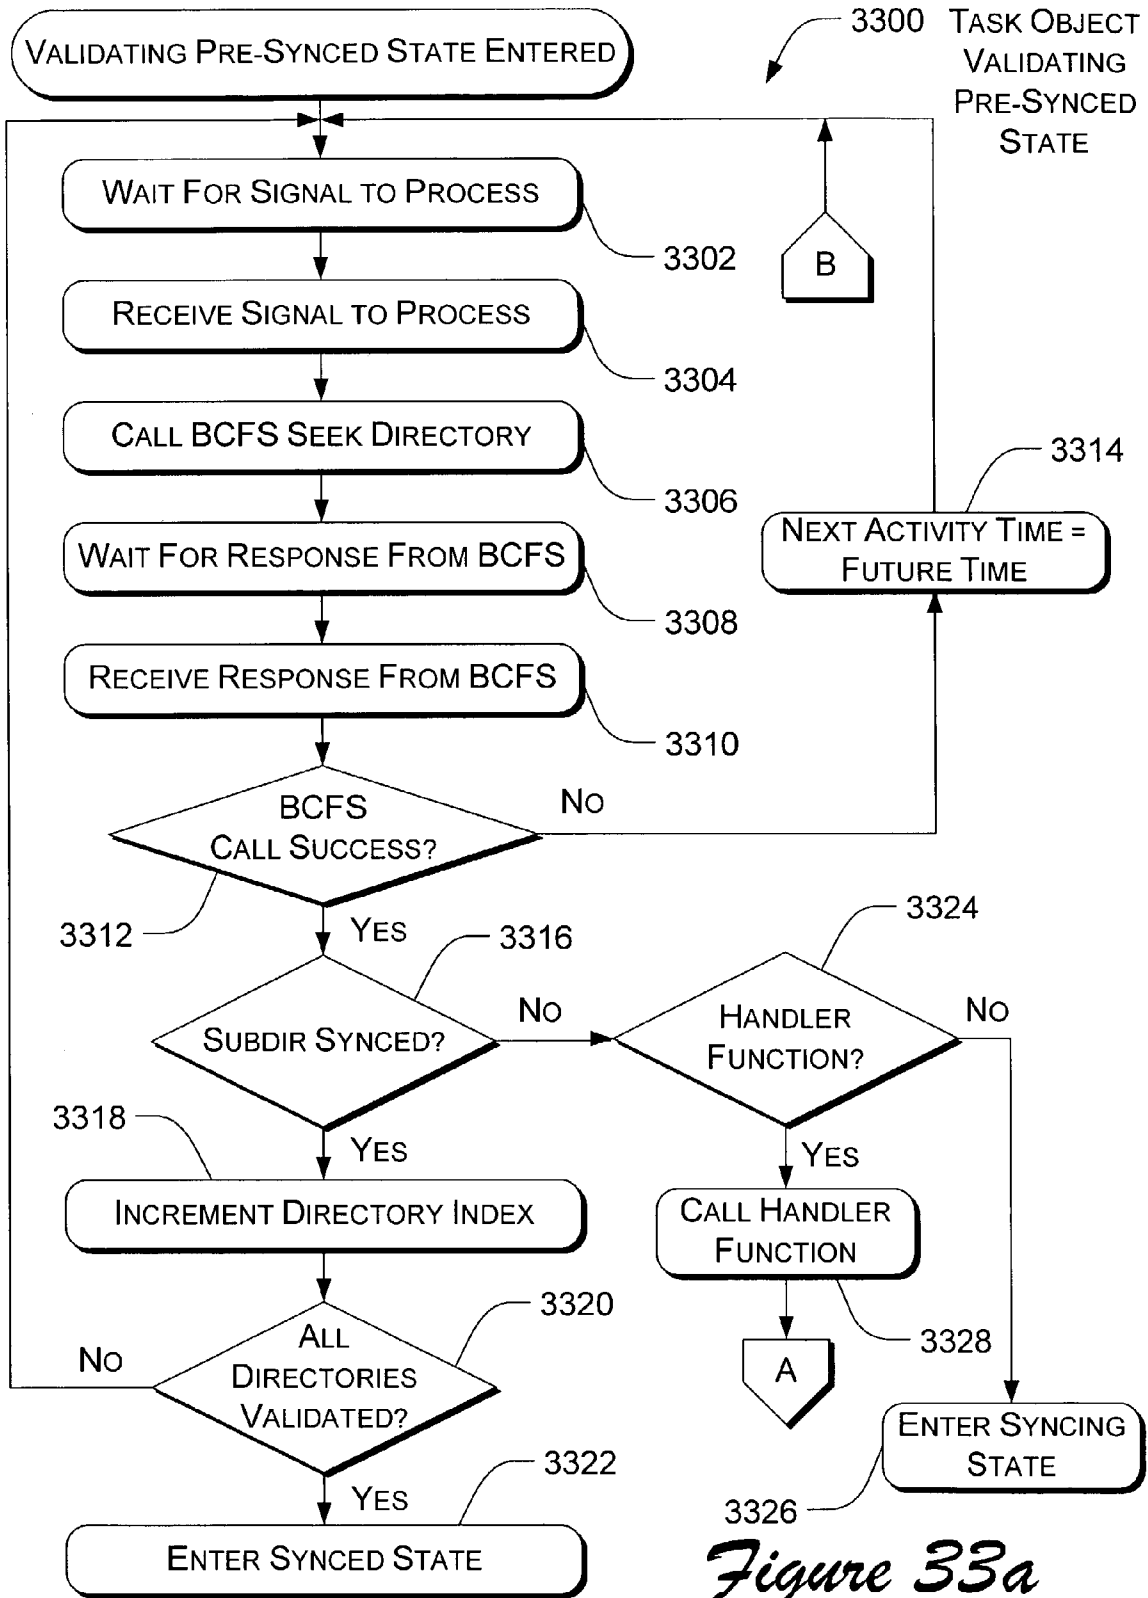 VALIDATING PRE-SYNCED STATE ENTERED
3300 TASK OBJECT
VALIDATING
PRE-SYNCED
STATE
WAIT FOR SIGNAL TO PROCESS
3302
B
RECEIVE SIGNAL TO PROCESS
3304
CALL BCFS SEEK DIRECTORY
3306
3314
NEXT ACTIVITY TIME =
FUTURE TIME
WAIT FOR RESPONSE FROM BCFS
3308
RECEIVE RESPONSE FROM BCFS
3310
BCFS
CALL SUCCESS?
NO
3312
YES
3316
3324
SUBDIR SYNCED?
NO
HANDLER
FUNCTION?
NO
3318
YES
YES
INCREMENT DIRECTORY INDEX
CALL HANDLER
FUNCTION
3328
3320
ALL
DIRECTORIES
VALIDATED?
NO
A
ENTER SYNCING
STATE
3326
YES
3322
ENTER SYNCED STATE
Figure 33a